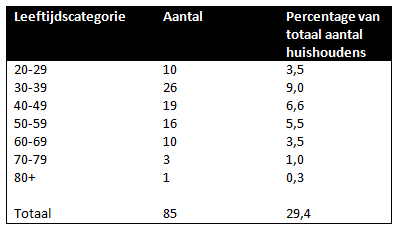 Leeftijdscategorie Aantal Percentage van
totaal aantal
huishoudens
20-29 10 3,5
30-39 26 9,0
40-49 19 6,6
50-59 16 5,5
60-69 10 3,5
70-79 3 1,0
80+ 1 0,3
Totaal 85 29,4